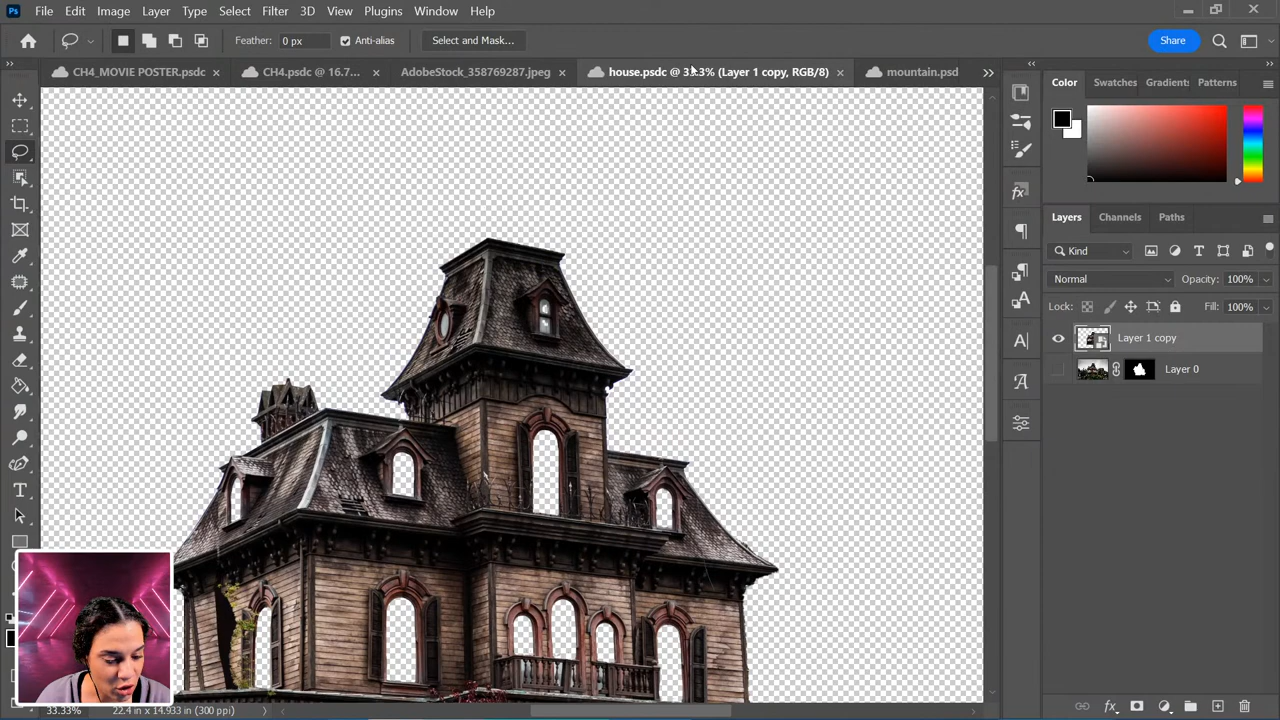 Ps File Edit Image Layer Type Select Filter 3D View Plugins Window Help
Feather: 0 px Anti-alias Select and Mask... Share
CH4_MOVIE POSTER.psdc × CH4.psdc @ 16.7... × AdobeStock_358769287.jpeg × house.psdc @ 33.3% (Layer 1 copy, RGB/8) × mountain.psd »
Color Swatches Gradient: Patterns
Layers Channels Paths
Kind
Normal Opacity: 100%
Lock: Fill: 100%
Layer 1 copy
Layer 0
33.33% 22.4 in x 14.933 in (300 ppi)